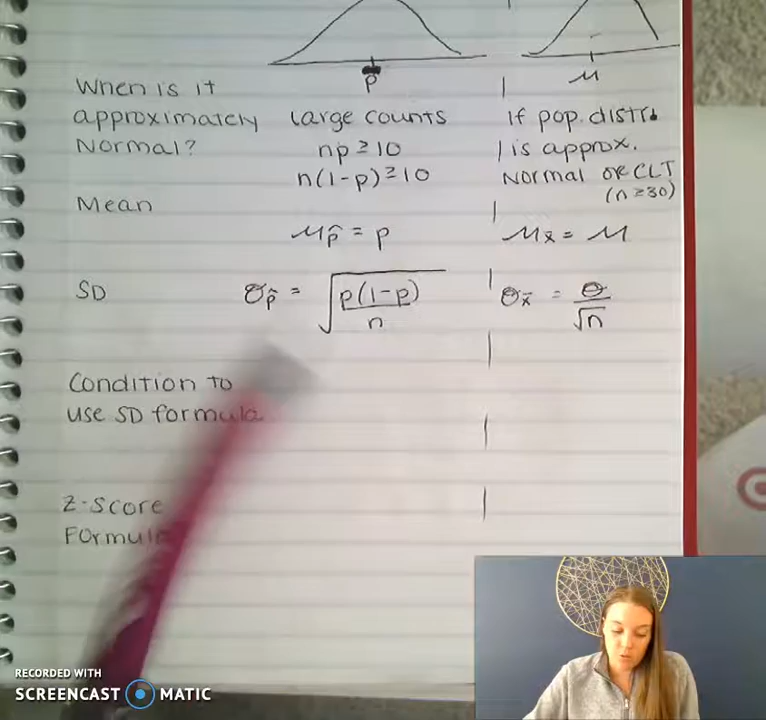 p̂ μ
When is it
approximately large counts If pop. distr.
Normal? np ≥ 10 is approx.
n(1-p) ≥ 10 Normal or CLT
(n ≥ 30)
Mean
μp̂ = p μx̄ = μ
SD σp̂ = √(p(1-p)/n) σx̄ = σ/√n
Condition to
use SD formula
Z-Score
Formula
RECORDED WITH
SCREENCAST MATIC